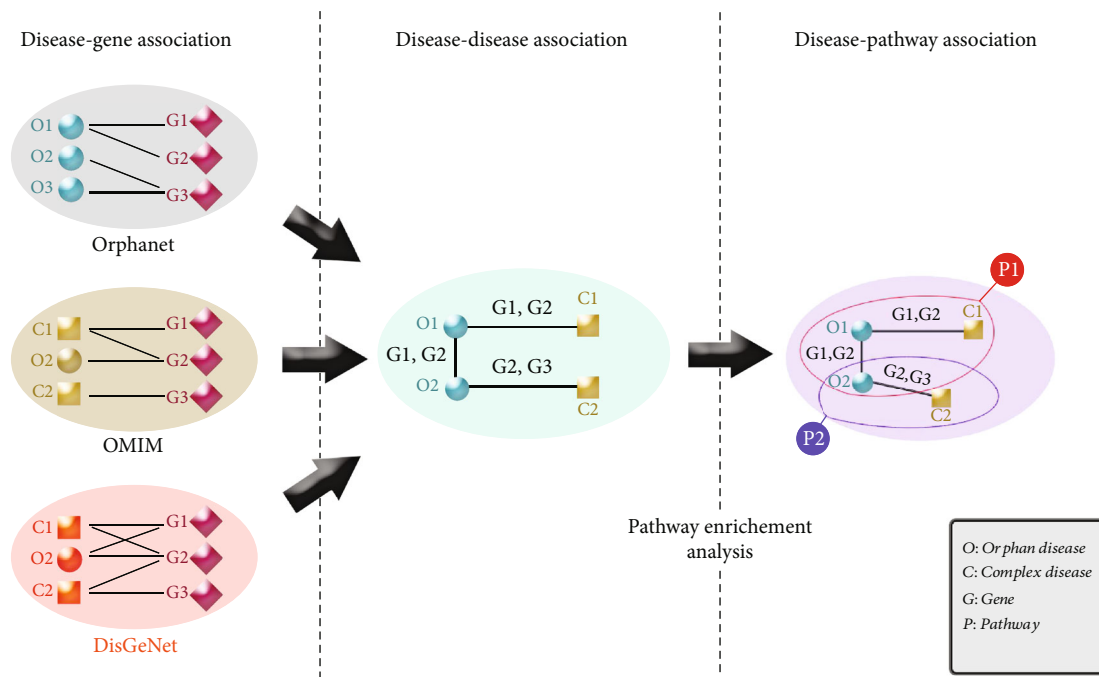 Disease-gene association
Disease-disease association
Disease-pathway association
O1
G1
O2
G2
O3
G3
Orphanet
C1
G1
O2
G2
C2
G3
OMIM
C1
G1
O2
G2
C2
G3
DisGeNet
C1
G1, G2
O1
G1, G2
G2, G3
O2
C2
P1
C1
G1,G2
O1
G1,G2
G2,G3
O2
C2
P2
Pathway enrichement
analysis
O: Orphan disease
C: Complex disease
G: Gene
P: Pathway